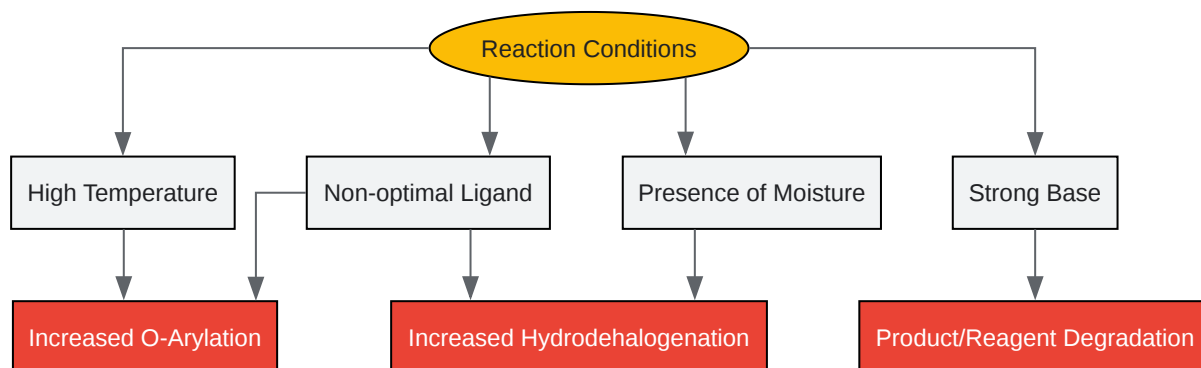 Reaction Conditions
High Temperature
Non-optimal Ligand
Presence of Moisture
Strong Base
Increased O-Arylation
Increased Hydrodehalogenation
Product/Reagent Degradation